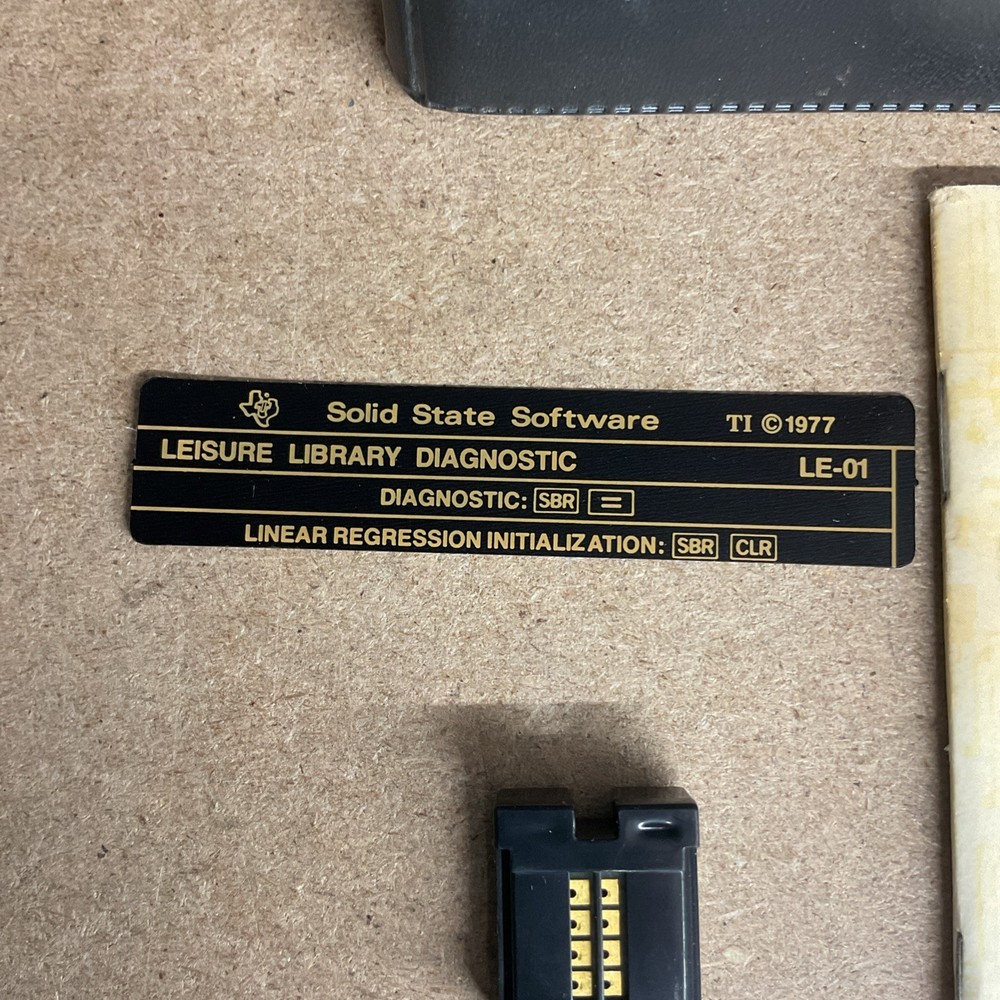 Solid State Software TI ©1977
LEISURE LIBRARY DIAGNOSTIC LE-01
DIAGNOSTIC: SBR =
LINEAR REGRESSION INITIALIZATION: SBR CLR